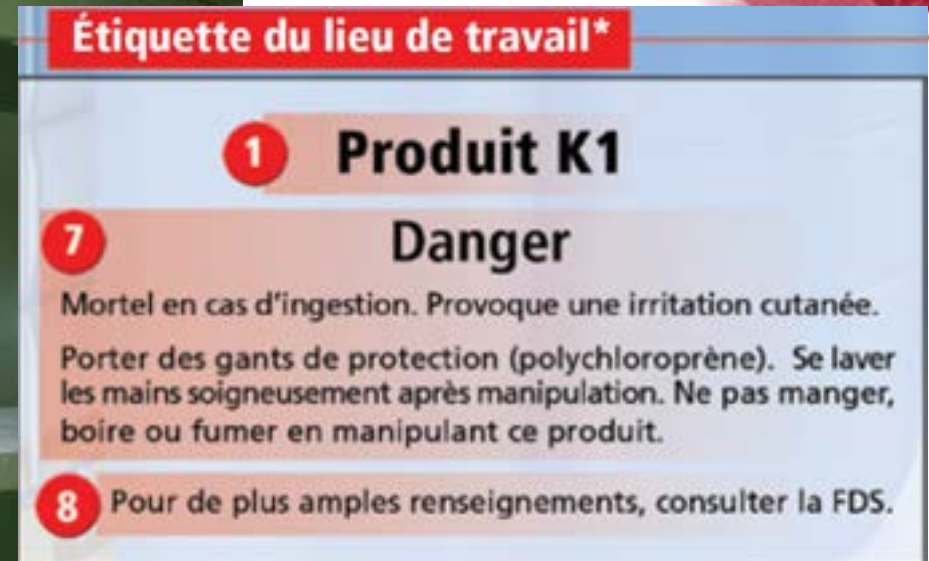 Étiquette du lieu de travail*
1 Produit K1
7 Danger
Mortel en cas d'ingestion. Provoque une irritation cutanée.
Porter des gants de protection (polychloroprène). Se laver
les mains soigneusement après manipulation. Ne pas manger,
boire ou fumer en manipulant ce produit.
8 Pour de plus amples renseignements, consulter la FDS.